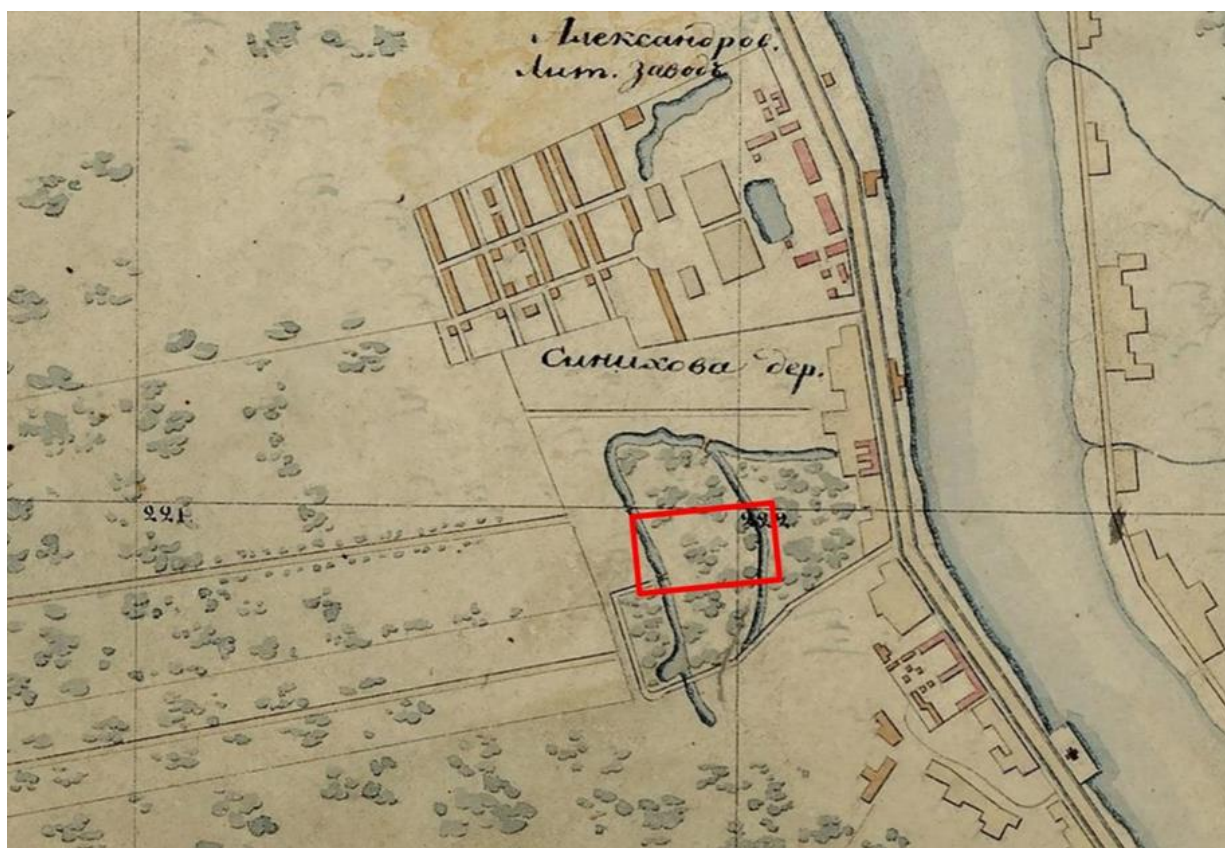 Александров.
Лит. Заводъ
Синихова дер.
221
222